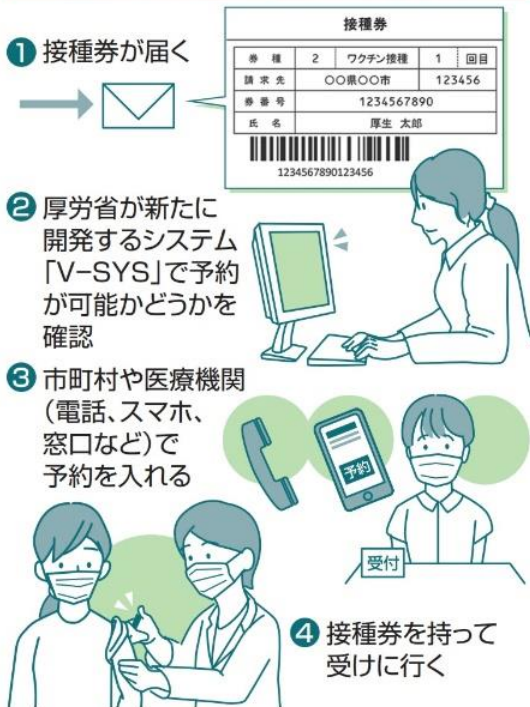 ❶ 接種券が届く
接種券
券 種 2 ワクチン接種 1 回目
請求先 〇〇県〇〇市 123456
券番号 1234567890
氏 名 厚生 太郎
1234567890123456
❷ 厚労省が新たに
開発するシステム
「V-SYS」で予約
が可能かどうかを
確認
❸ 市町村や医療機関
(電話、スマホ、
窓口など)で
予約を入れる
予約
受付
❹ 接種券を持って
受けに行く